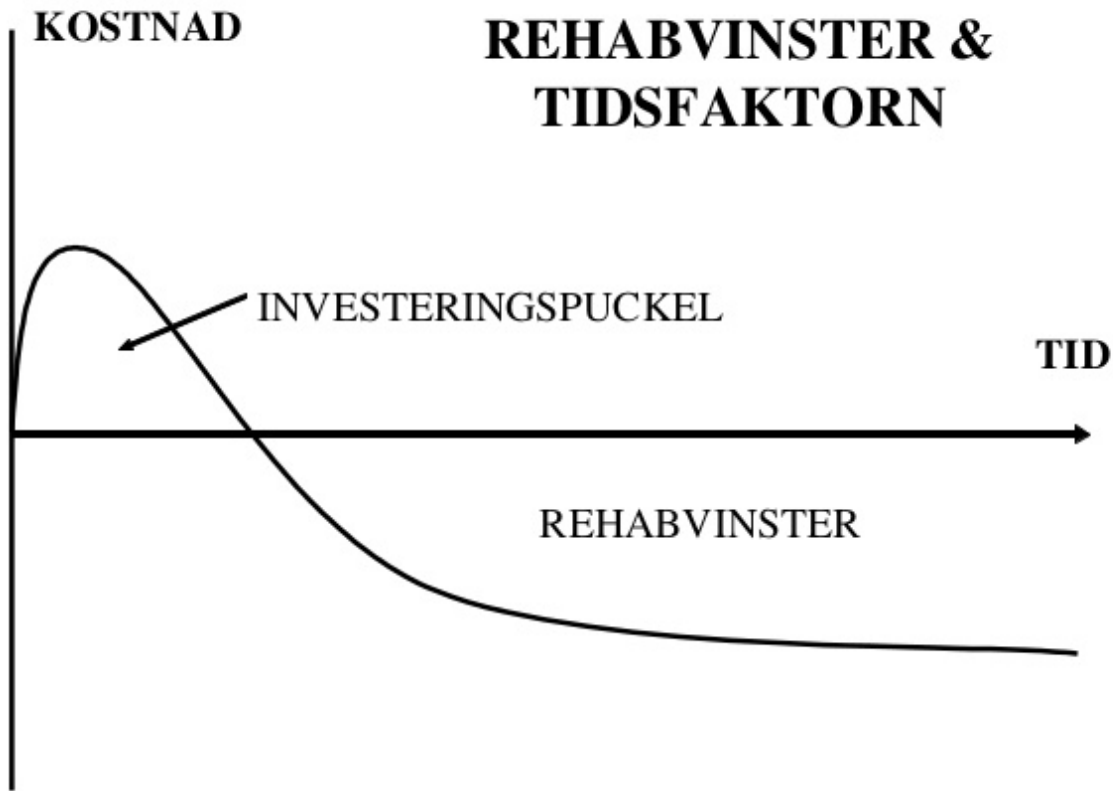 KOSTNAD
REHABVINSTER &
TIDSFAKTORN
INVESTERINGSPUCKEL
TID
REHABVINSTER